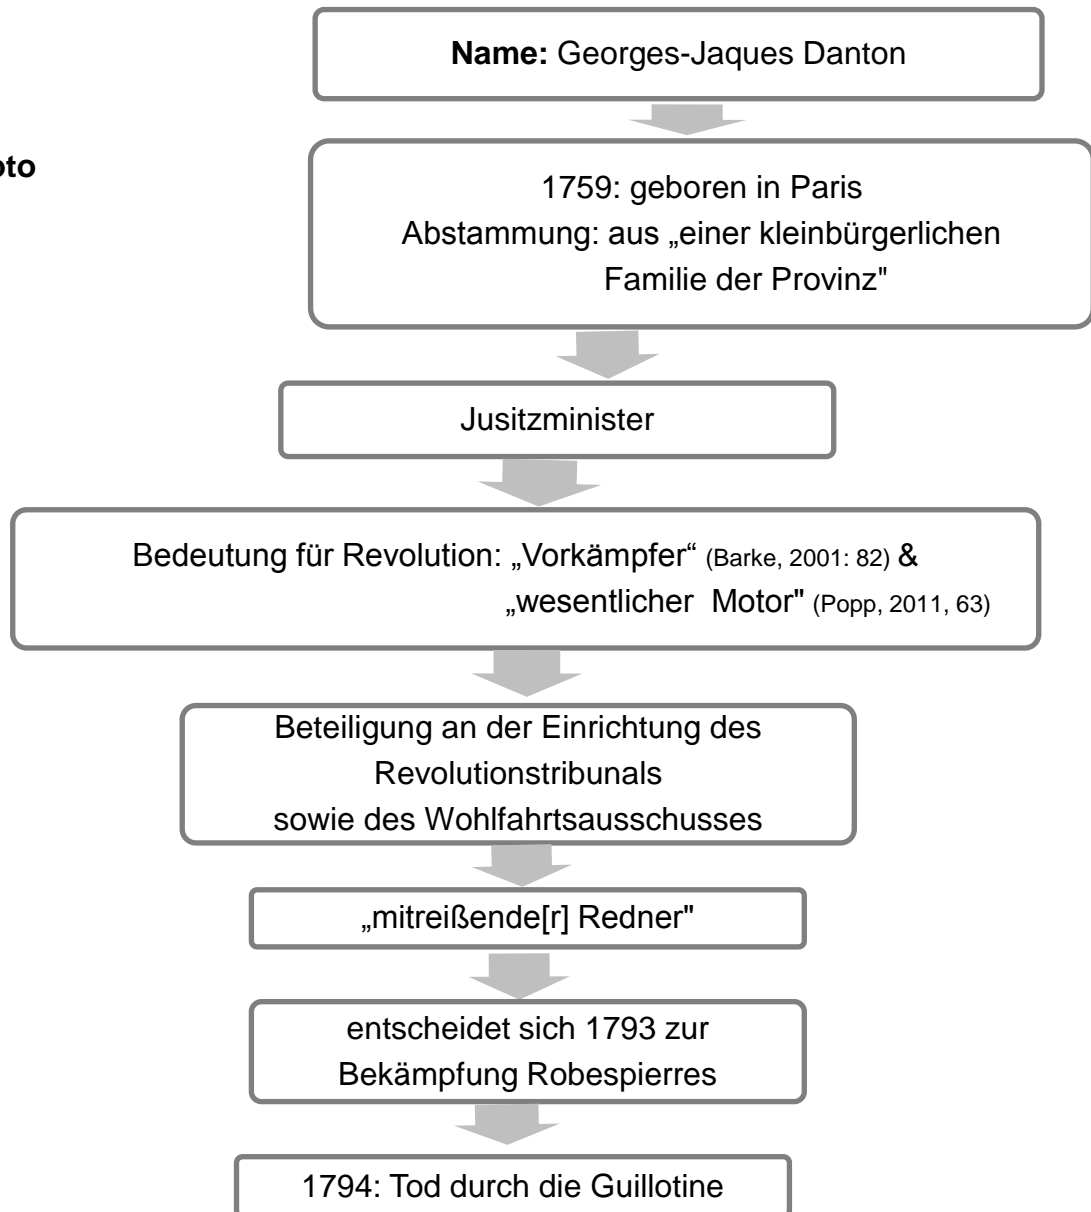 Name: Georges-Jaques Danton
oto
1759: geboren in Paris
Abstammung: aus „einer kleinbürgerlichen
Familie der Provinz"
Jusitzminister
Bedeutung für Revolution: „Vorkämpfer“ (Barke, 2001: 82) &
„wesentlicher Motor" (Popp, 2011, 63)
Beteiligung an der Einrichtung des
Revolutionstribunals
sowie des Wohlfahrtsausschusses
„mitreißende[r] Redner"
entscheidet sich 1793 zur
Bekämpfung Robespierres
1794: Tod durch die Guillotine